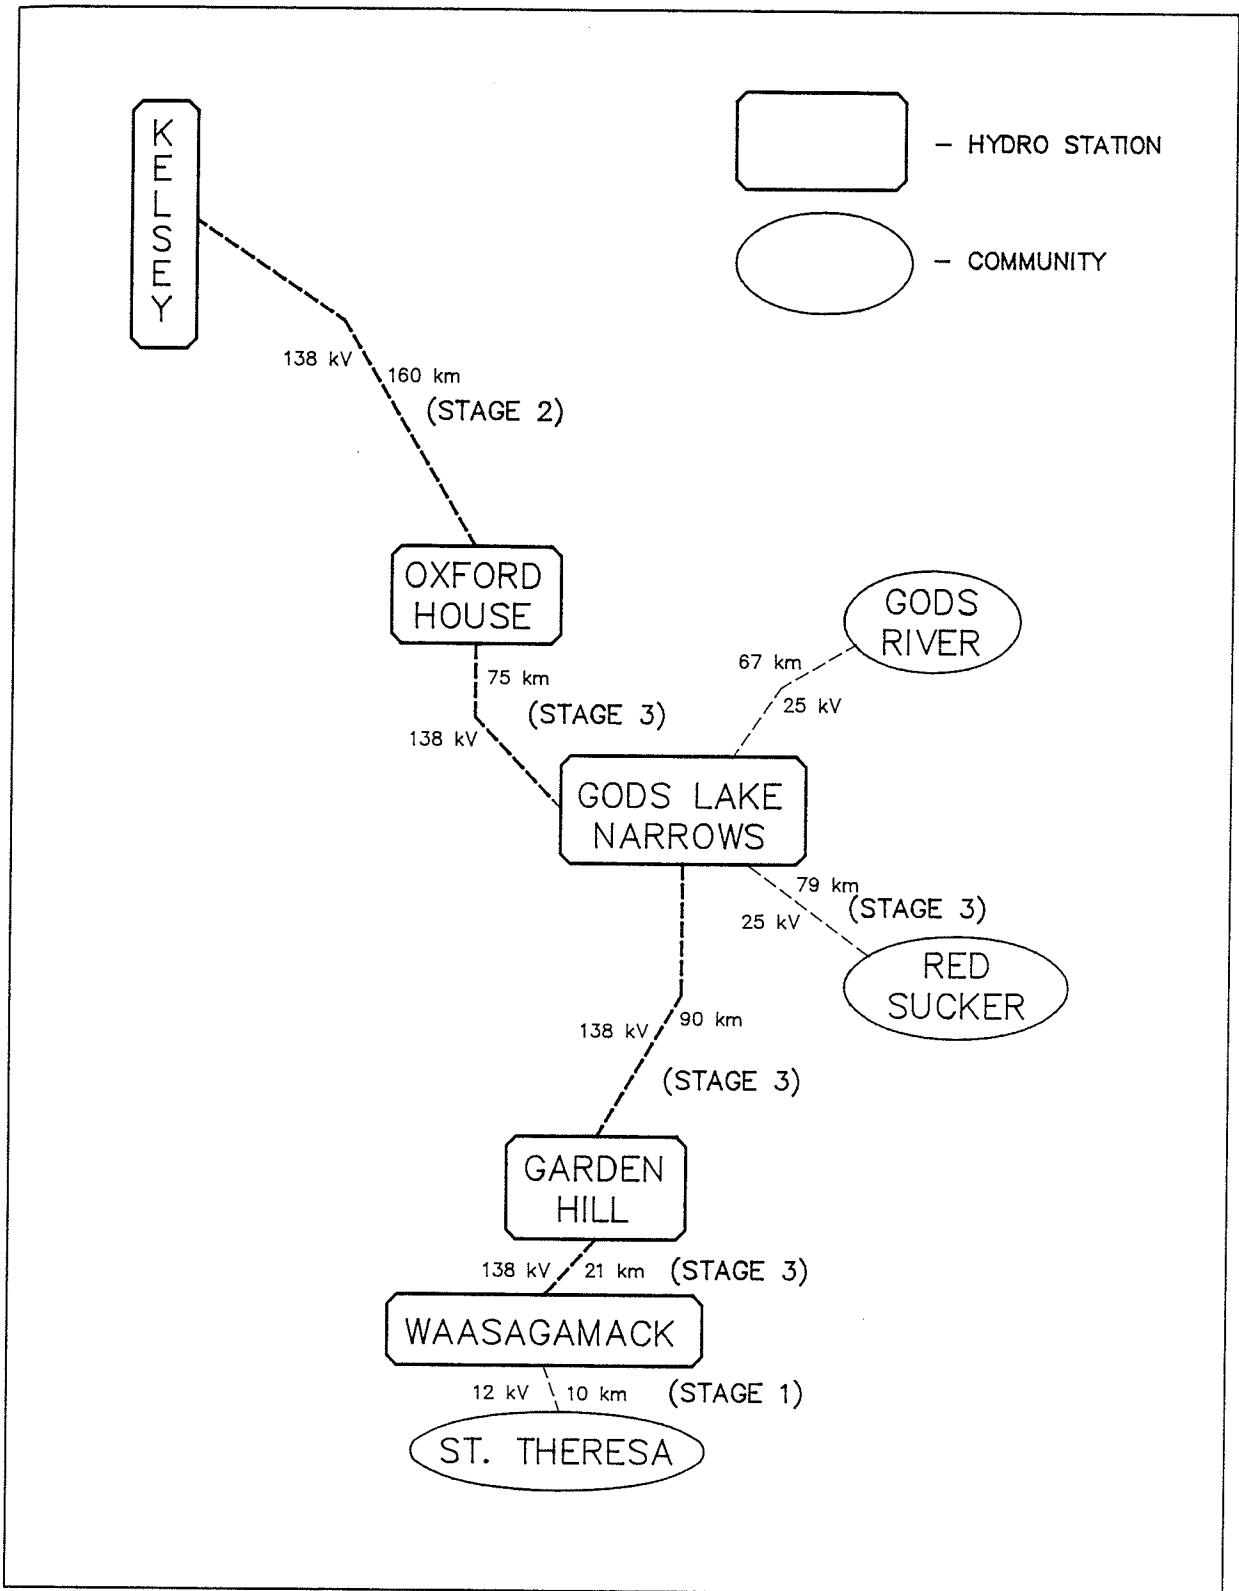 KELSEY
- HYDRO STATION
- COMMUNITY
138 kV
160 km
(STAGE 2)
OXFORD
HOUSE
GODS
RIVER
67 km
25 kV
75 km
(STAGE 3)
138 kV
GODS LAKE
NARROWS
79 km
(STAGE 3)
25 kV
RED
SUCKER
138 kV
90 km
(STAGE 3)
GARDEN
HILL
138 kV
21 km
(STAGE 3)
WAASAGAMACK
12 kV
10 km
(STAGE 1)
ST. THERESA